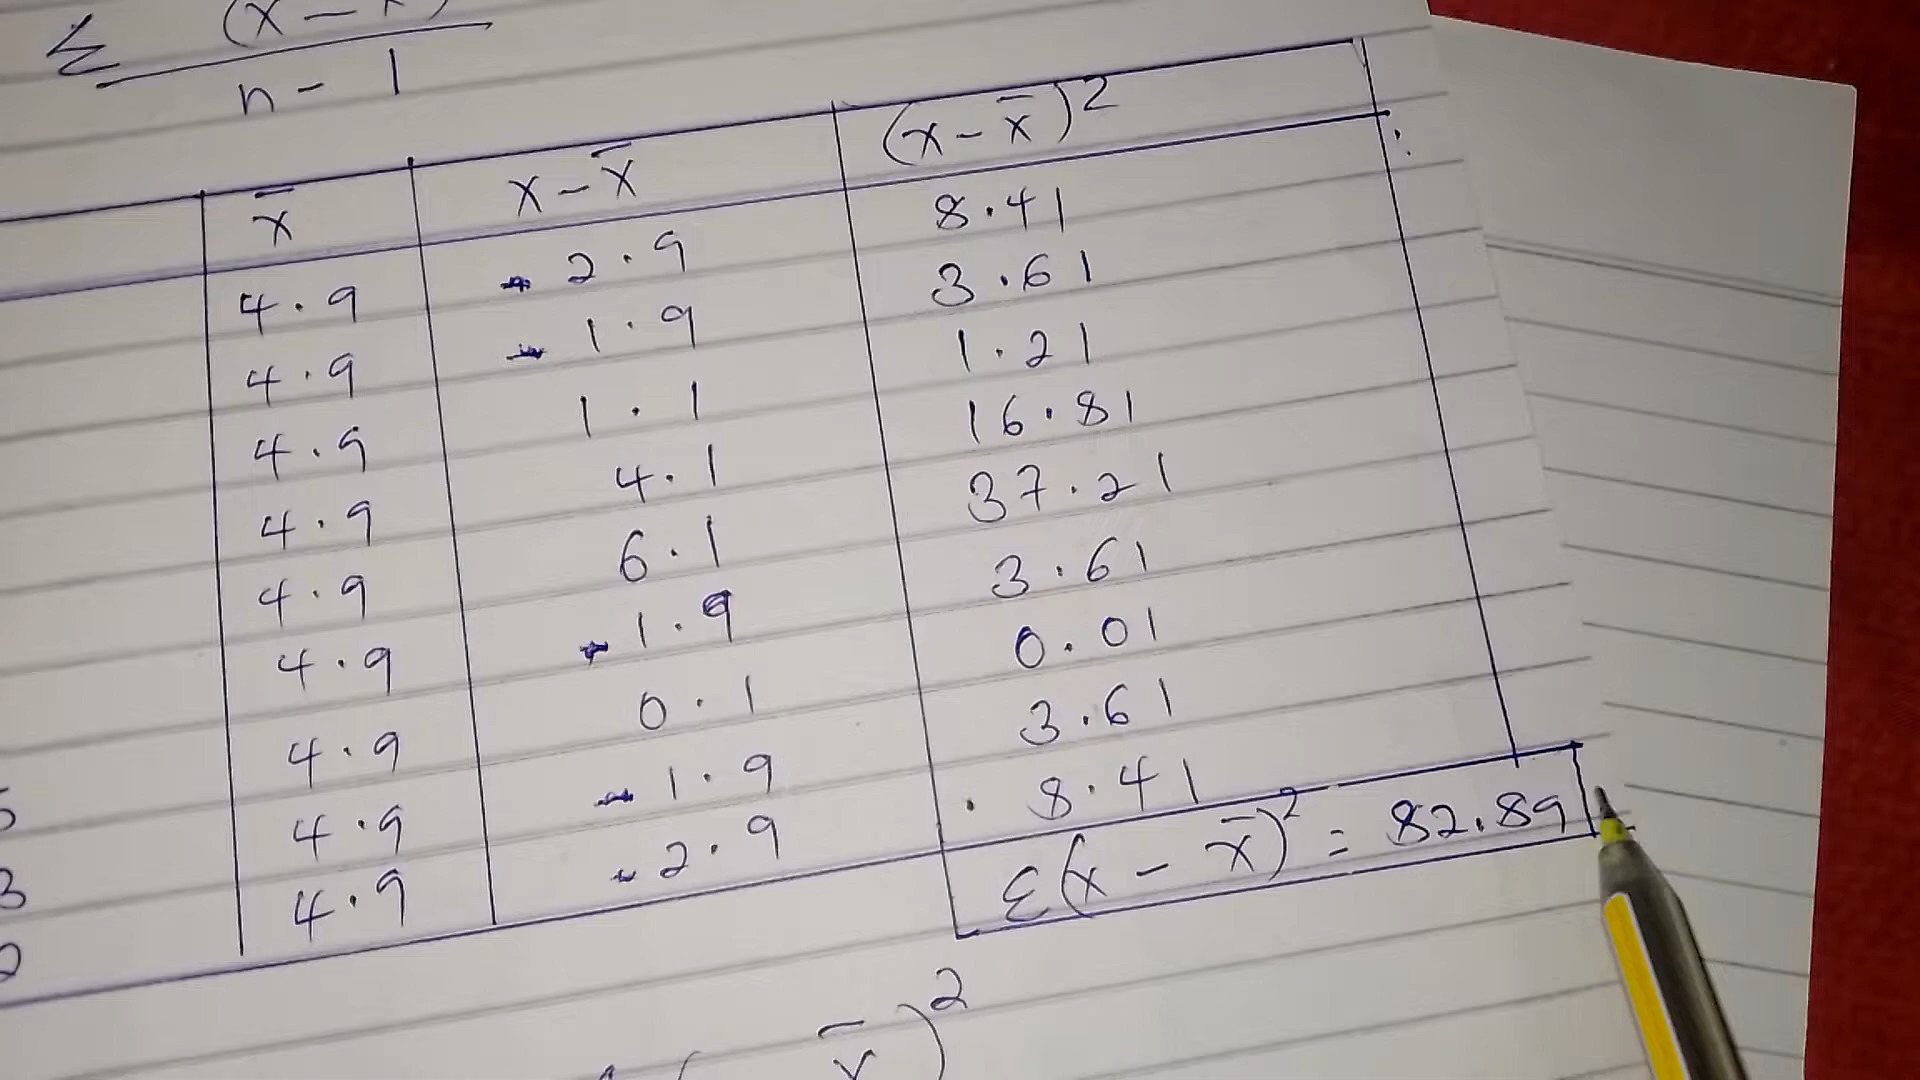 Σ (x - x̄)
n - 1
x̄ x - x̄ (x - x̄)²
4.9 - 2.9 8.41
4.9 - 1.9 3.61
4.9 1.1 1.21
4.9 4.1 16.81
4.9 6.1 37.21
4.9 - 1.9 3.61
5 4.9 0.1 0.01
3 4.9 - 1.9 3.61
2 4.9 - 2.9 8.41
Σ(x - x̄)² = 82.89